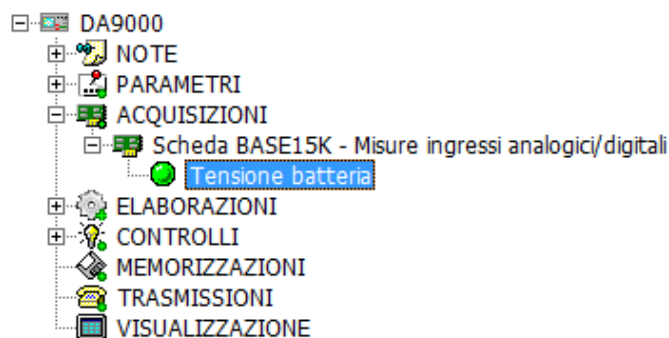 DA9000
NOTE
PARAMETRI
ACQUISIZIONI
Scheda BASE15K - Misure ingressi analogici/digitali
Tensione batteria
ELABORAZIONI
CONTROLLI
MEMORIZZAZIONI
TRASMISSIONI
VISUALIZZAZIONE